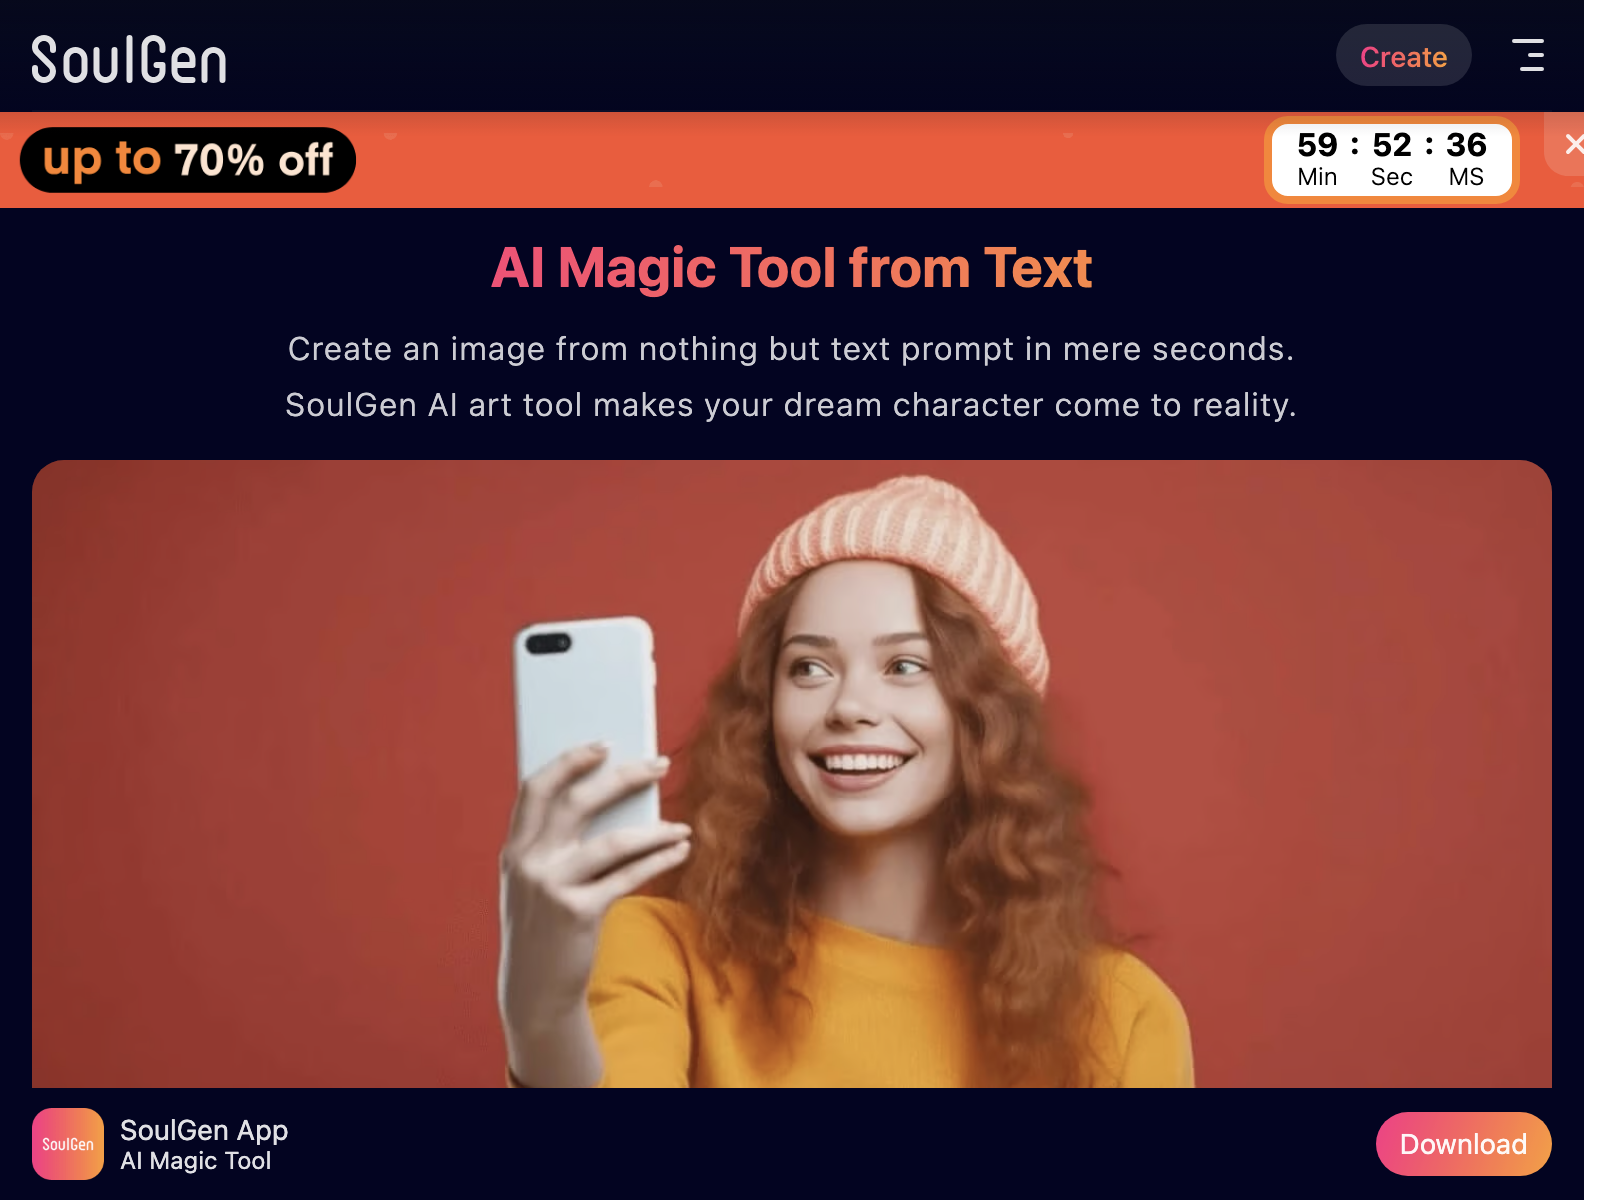 SoulGen
Create
up to 70% off
59 : 52 : 36
Min Sec MS
AI Magic Tool from Text
Create an image from nothing but text prompt in mere seconds.
SoulGen AI art tool makes your dream character come to reality.
SoulGen
SoulGen App
AI Magic Tool
Download